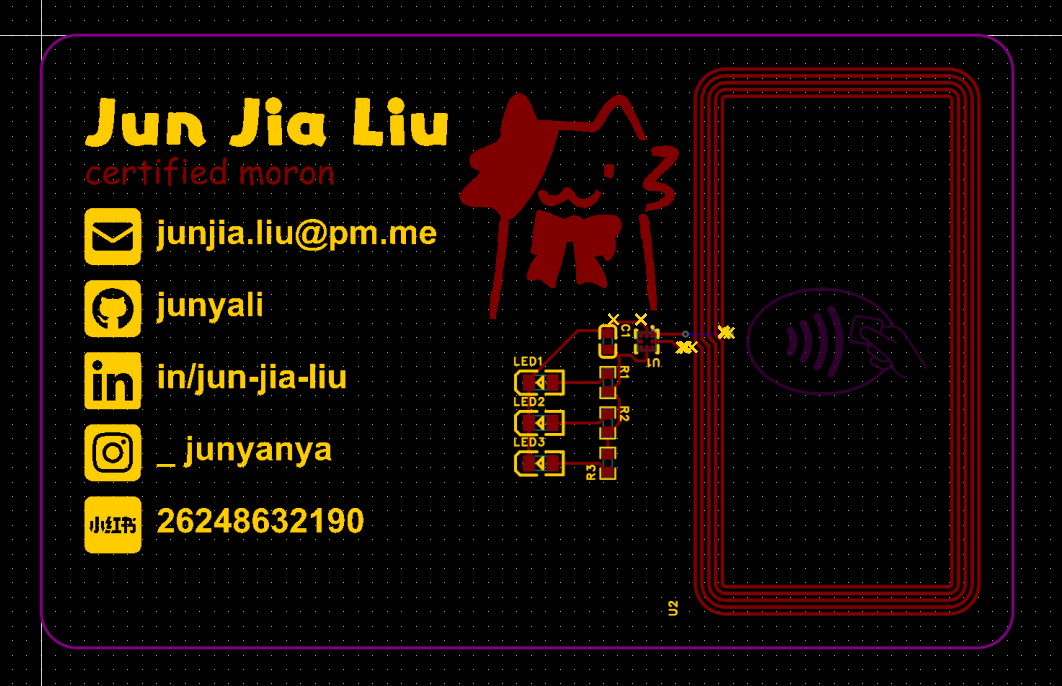 Jun Jia Liu
certified moron
junjia.liu@pm.me
junyali
in/jun-jia-liu
_ junyanya
小红书
26248632190
C1
U1
LED1
R1
LED2
R2
LED3
R3
U2